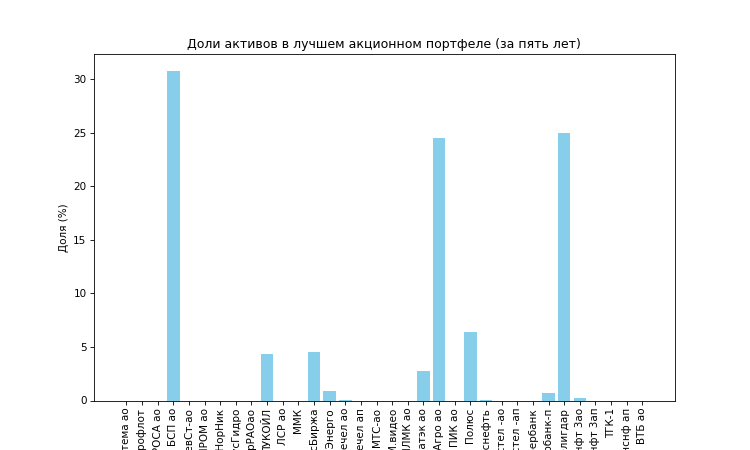 Доли активов в лучшем акционном портфеле (за пять лет)
Доля (%)
30
25
20
15
10
5
0
тема ао
рофлот
РОСА ао
БСП ао
евСт-ао
ПРОМ ао
НорНик
сГидро
рРАОао
ЛУКОЙЛ
ЛСР ао
ММК
сБиржа
Энерго
ечел ао
ечел ап
МТС-ао
М.видео
НЛМК ао
атэк ао
Агро ао
ПИК ао
Полюс
снефть
стел -ао
стел -ап
ербанк
рбанк-п
лигдар
нфт 3ао
нфт 3ап
ТГК-1
нснф ап
ВТБ ао